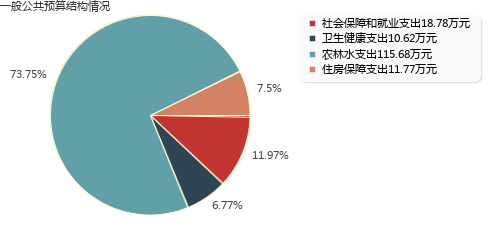 一般公共预算结构情况
社会保障和就业支出18.78万元
卫生健康支出10.62万元
农林水支出115.68万元
住房保障支出11.77万元
73.75%
7.5%
11.97%
6.77%